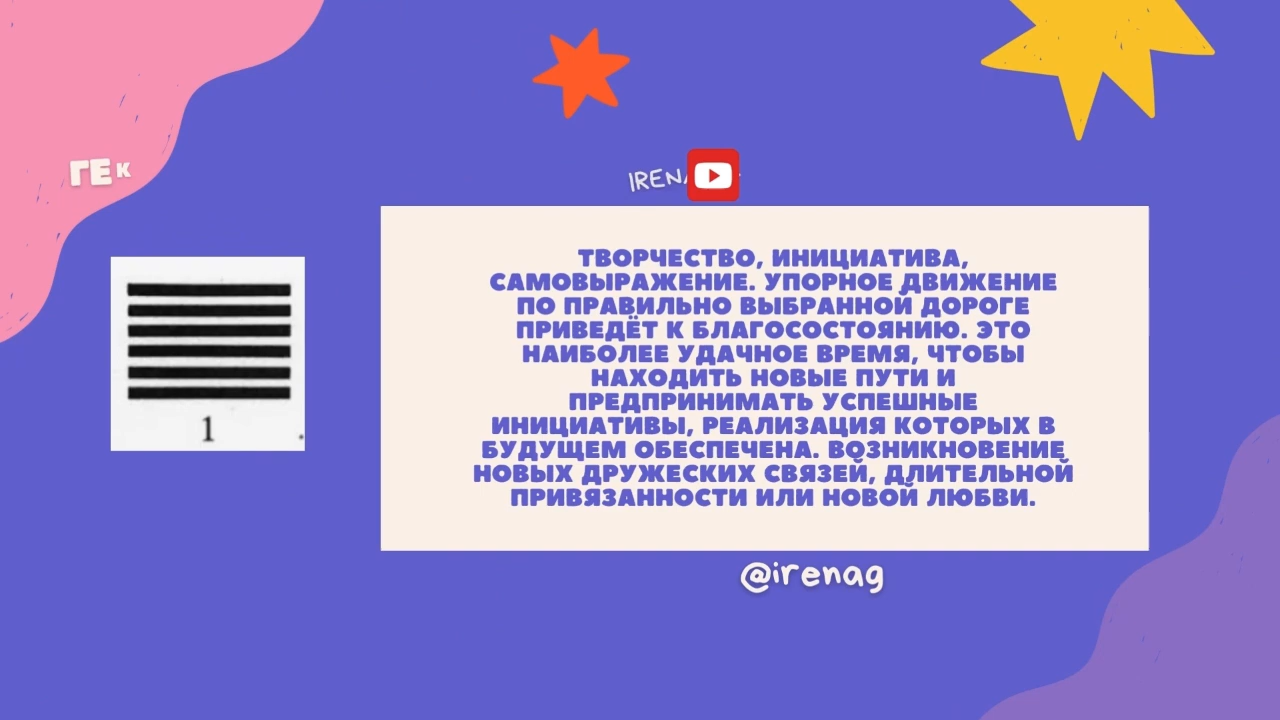 ГЕК
ТВОРЧЕСТВО, ИНИЦИАТИВА,
САМОВЫРАЖЕНИЕ. УПОРНОЕ ДВИЖЕНИЕ
ПО ПРАВИЛЬНО ВЫБРАННОЙ ДОРОГЕ
ПРИВЕДЁТ К БЛАГОСОСТОЯНИЮ. ЭТО
НАИБОЛЕЕ УДАЧНОЕ ВРЕМЯ, ЧТОБЫ
НАХОДИТЬ НОВЫЕ ПУТИ И
ПРЕДПРИНИМАТЬ УСПЕШНЫЕ
ИНИЦИАТИВЫ, РЕАЛИЗАЦИЯ КОТОРЫХ В
БУДУЩЕМ ОБЕСПЕЧЕНА. ВОЗНИКНОВЕНИЕ
НОВЫХ ДРУЖЕСКИХ СВЯЗЕЙ, ДЛИТЕЛЬНОЙ
ПРИВЯЗАННОСТИ ИЛИ НОВОЙ ЛЮБВИ.
1
@irenag